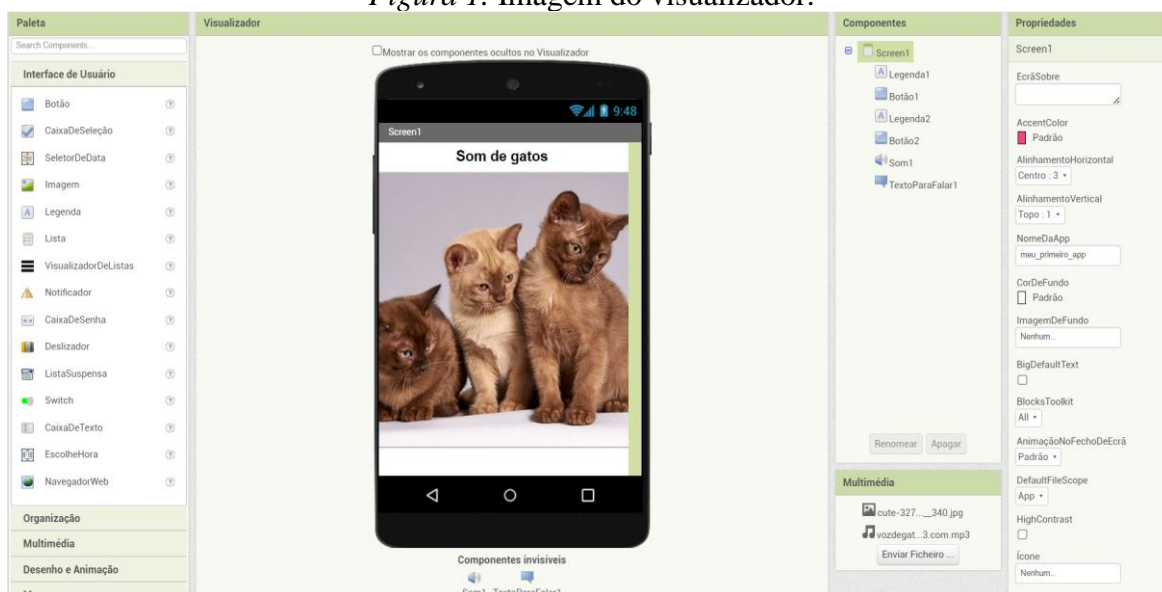 Figura 1. Imagem do visualizador.
Paleta
Search Components...
Interface de Usuário
Botão
CaixaDeSeleção
SeletorDeData
Imagem
Legenda
Lista
VisualizadorDeListas
Notificador
CaixaDeSenha
Deslizador
ListaSuspensa
Switch
CaixaDeTexto
EscolheHora
NavegadorWeb
Organização
Multimédia
Desenho e Animação
Visualizador
Mostrar os componentes ocultos no Visualizador
9:48
Screen1
Som de gatos
Componentes invisíveis
Som1 TextoParaFalar1
Componentes
Screen1
Legenda1
Botão1
Legenda2
Botão2
Som1
TextoParaFalar1
Renomear Apagar
Multimédia
cute-327...__340.jpg
vozdegat...3.com.mp3
Enviar Ficheiro ...
Propriedades
Screen1
EcrãSobre
AccentColor
Padrão
AlinhamentoHorizontal
Centro : 3
AlinhamentoVertical
Topo : 1
NomeDaApp
meu_primeiro_app
CorDeFundo
Padrão
ImagemDeFundo
Nenhum...
BigDefaultText
BlocksToolkit
All
AnimaçãoNoFechoDeEcrã
Padrão
DefaultFileScope
App
HighContrast
Ícone
Nenhum...